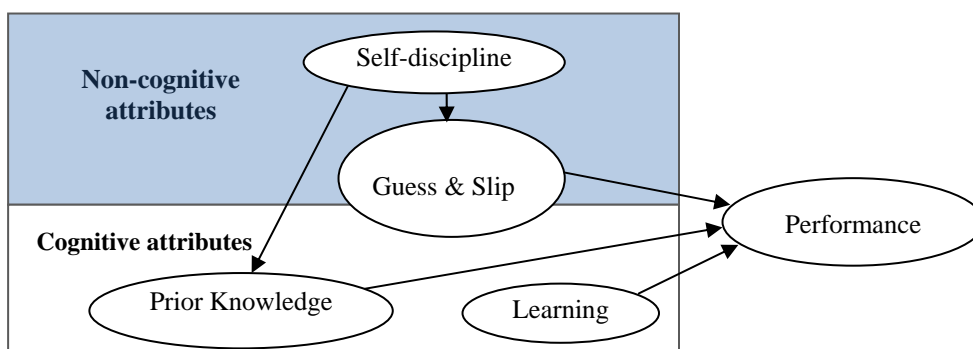 Self-discipline
Non-cognitive
attributes
Guess & Slip
Performance
Cognitive attributes
Prior Knowledge
Learning